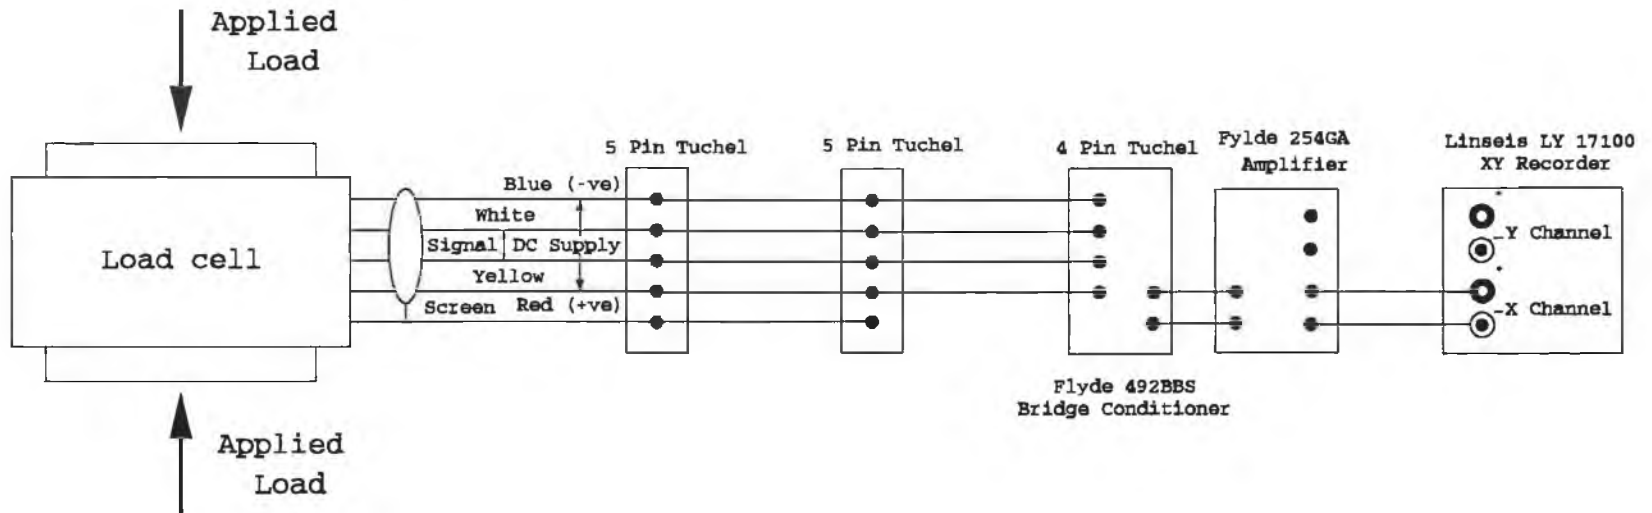 Applied
Load
5 Pin Tuchel
5 Pin Tuchel
4 Pin Tuchel
Fylde 254GA
Amplifier
Linseis LY 17100
XY Recorder
Blue (-ve)
White
Signal
DC Supply
Yellow
Screen
Red (+ve)
Load cell
-Y Channel
-X Channel
Flyde 492BBS
Bridge Conditioner
Applied
Load